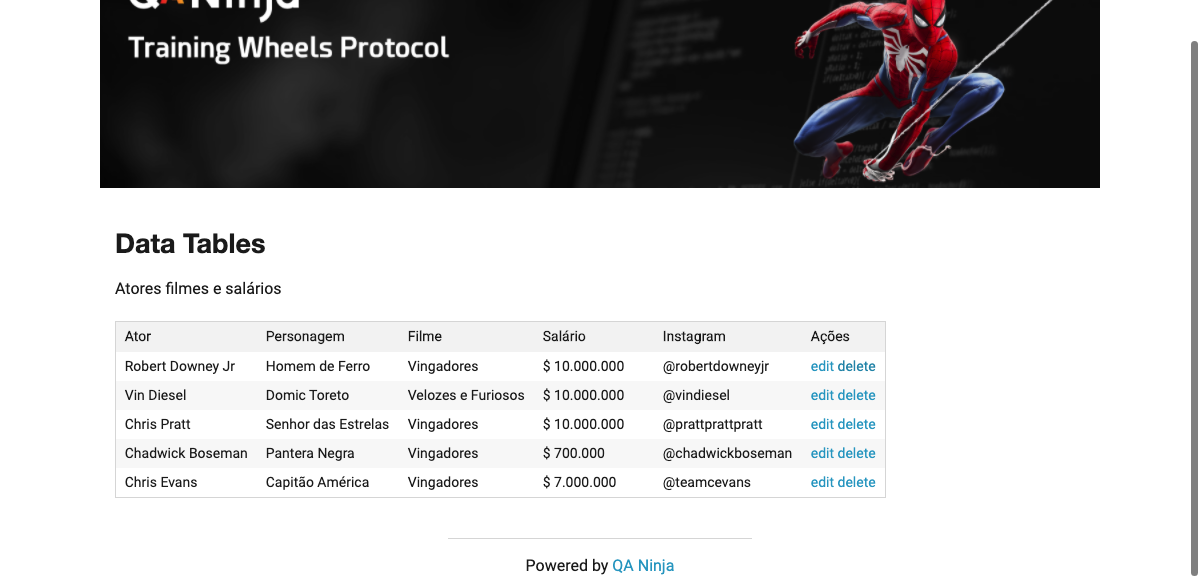 QA Ninja
Training Wheels Protocol
Data Tables
Atores filmes e salários
Ator Personagem Filme Salário Instagram Ações
Robert Downey Jr Homem de Ferro Vingadores $ 10.000.000 @robertdowneyjr edit delete
Vin Diesel Domic Toreto Velozes e Furiosos $ 10.000.000 @vindiesel edit delete
Chris Pratt Senhor das Estrelas Vingadores $ 10.000.000 @prattprattpratt edit delete
Chadwick Boseman Pantera Negra Vingadores $ 700.000 @chadwickboseman edit delete
Chris Evans Capitão América Vingadores $ 7.000.000 @teamcevans edit delete
Powered by QA Ninja